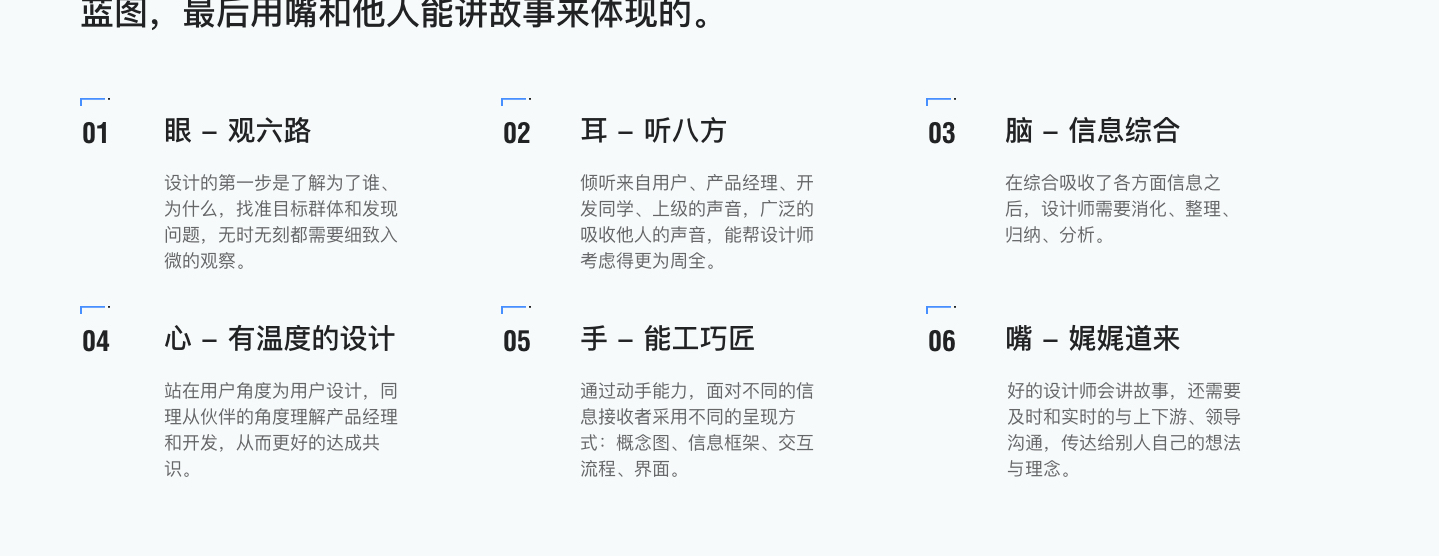 蓝图，最后用嘴和他人能讲故事来体现的。
01
眼 – 观六路
设计的第一步是了解为了谁、
为什么，找准目标群体和发现
问题，无时无刻都需要细致入
微的观察。
02
耳 – 听八方
倾听来自用户、产品经理、开
发同学、上级的声音，广泛的
吸收他人的声音，能帮设计师
考虑得更为周全。
03
脑 – 信息综合
在综合吸收了各方面信息之
后，设计师需要消化、整理、
归纳、分析。
04
心 – 有温度的设计
站在用户角度为用户设计，同
理从伙伴的角度理解产品经理
和开发，从而更好的达成共
识。
05
手 – 能工巧匠
通过动手能力，面对不同的信
息接收者采用不同的呈现方
式：概念图、信息框架、交互
流程、界面。
06
嘴 – 娓娓道来
好的设计师会讲故事，还需要
及时和实时的与上下游、领导
沟通，传达给别人自己的想法
与理念。